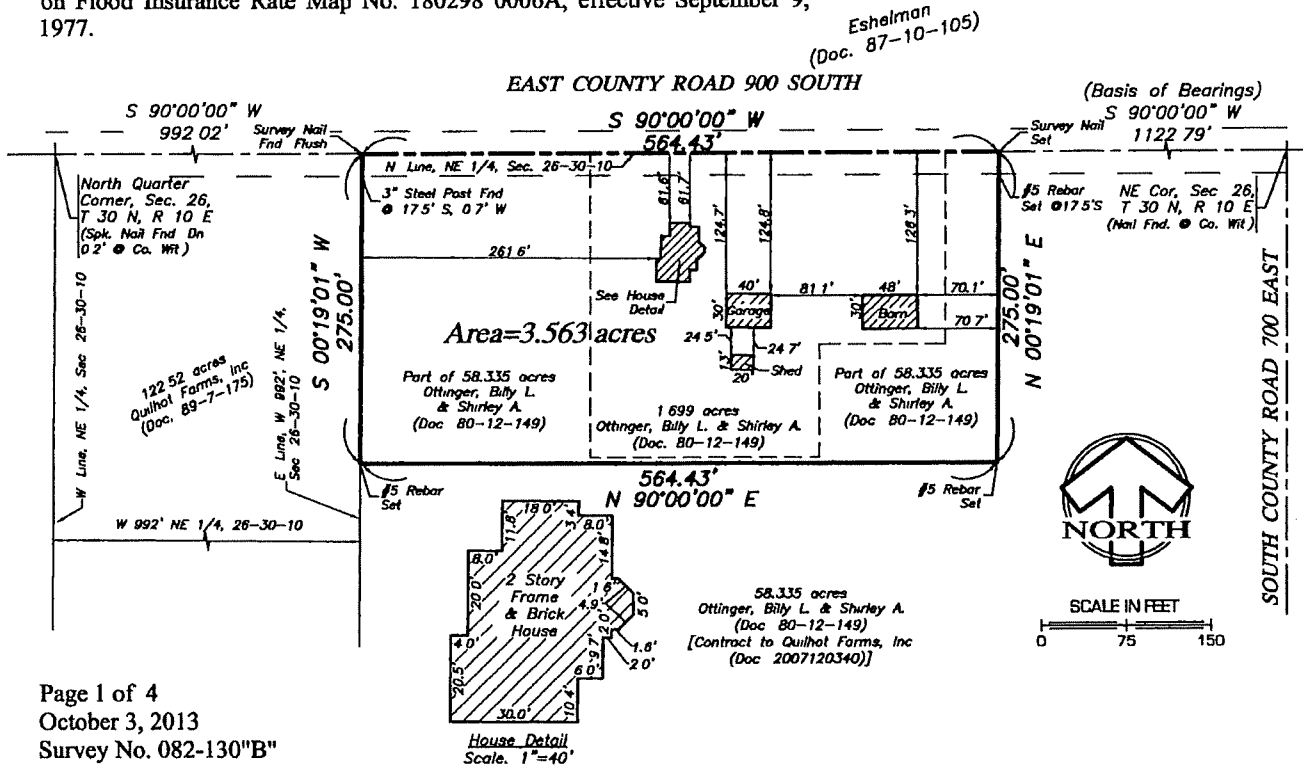 on Flood Insurance Rate Map No. 180298 0006A, effective September 9,
1977.
Eshelman
(Doc. 87-10-105)
EAST COUNTY ROAD 900 SOUTH
S 90°00'00" W
992 02'
Survey Nail
Fnd Flush
S 90°00'00" W
564.43'
Survey Nail
Set
(Basis of Bearings)
S 90°00'00" W
1122 79'
N Line, NE 1/4, Sec. 26-30-10
North Quarter
Corner, Sec. 26,
T 30 N, R 10 E
(Spk. Nail Fnd Dn
0 2' @ Co. Wit)
3" Steel Post Fnd
@ 17 5' S, 0 7' W
#5 Rebar
Set @ 17 5'S
NE Cor, Sec 26,
T 30 N, R 10 E
(Nail Fnd. @ Co. Wit)
61.6'
61.7'
124.7'
124.8'
126 3'
261 6'
See House
Detail
40'
81 1'
48'
70.1'
30'
Garage
30'
Barn
70 7'
24 5'
24 7'
13'
20'
Shed
S 00°19'01" W
275.00'
275.00'
N 00°19'01" E
Area=3.563 acres
W Line, NE 1/4, Sec 26-30-10
E Line, W 992', NE 1/4,
Sec 26-30-10
122 52 acres
Quilhot Farms, Inc
(Doc. 89-7-175)
Part of 58.335 acres
Ottinger, Billy L.
& Shirley A.
(Doc 80-12-149)
1 699 acres
Ottinger, Billy L. & Shirley A.
(Doc. 80-12-149)
Part of 58.335 acres
Ottinger, Billy L.
& Shirley A.
(Doc 80-12-149)
SOUTH COUNTY ROAD 700 EAST
#5 Rebar
Set
564.43'
N 90°00'00" E
#5 Rebar
Set
W 992' NE 1/4, 26-30-10
18 0'
3.4'
8.0'
11.8'
14.8'
8.0'
20 0'
2 Story
Frame
& Brick
House
1 6'
4.9'
5 0'
2 0'
1.6'
2 0'
4 0'
9.7'
6 0'
20.5'
10 4'
30.0'
House Detail
Scale, 1"=40'
58.335 acres
Ottinger, Billy L. & Shirley A.
(Doc 80-12-149)
[Contract to Quilhot Farms, Inc
(Doc 2007120340)]
NORTH
SCALE IN FEET
0 75 150
Page 1 of 4
October 3, 2013
Survey No. 082-130"B"